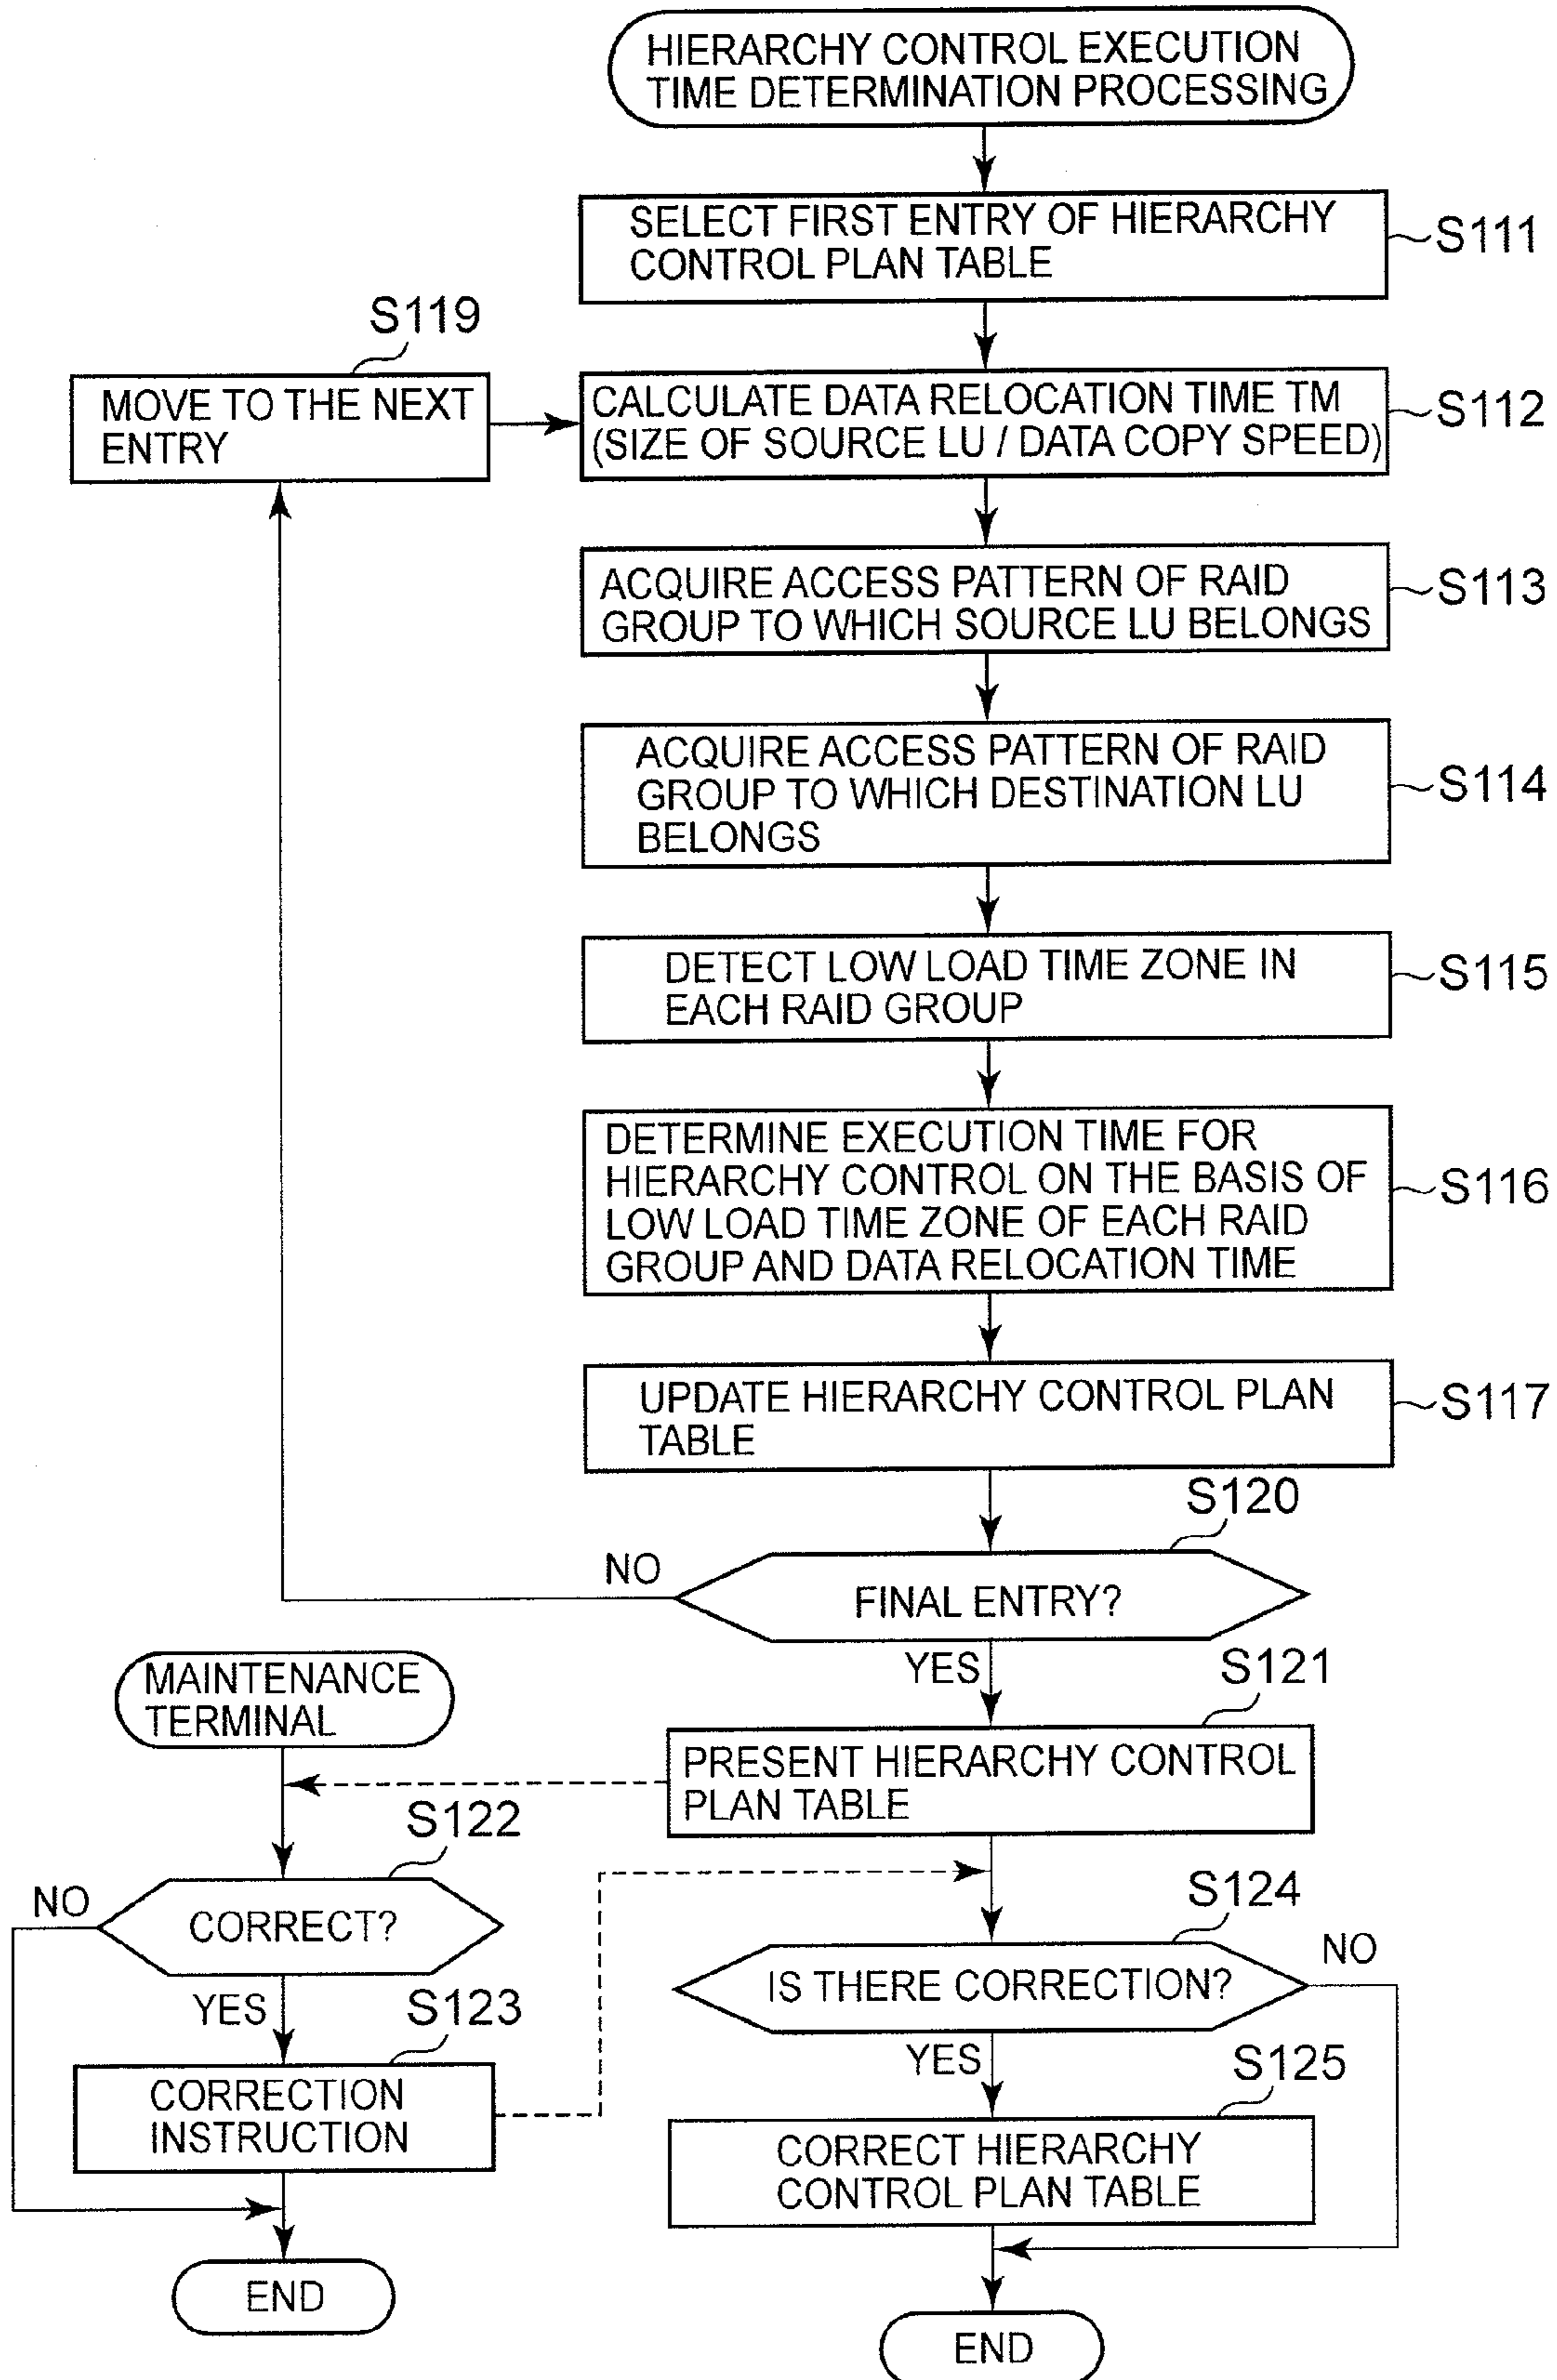 HIERARCHY CONTROL EXECUTION
TIME DETERMINATION PROCESSING
SELECT FIRST ENTRY OF HIERARCHY
CONTROL PLAN TABLE
S111
S119
MOVE TO THE NEXT
ENTRY
CALCULATE DATA RELOCATION TIME TM
(SIZE OF SOURCE LU / DATA COPY SPEED)
S112
ACQUIRE ACCESS PATTERN OF RAID
GROUP TO WHICH SOURCE LU BELONGS
S113
ACQUIRE ACCESS PATTERN OF RAID
GROUP TO WHICH DESTINATION LU
BELONGS
S114
DETECT LOW LOAD TIME ZONE IN
EACH RAID GROUP
S115
DETERMINE EXECUTION TIME FOR
HIERARCHY CONTROL ON THE BASIS OF
LOW LOAD TIME ZONE OF EACH RAID
GROUP AND DATA RELOCATION TIME
S116
UPDATE HIERARCHY CONTROL PLAN
TABLE
S117
S120
NO
FINAL ENTRY?
YES
MAINTENANCE
TERMINAL
S121
PRESENT HIERARCHY CONTROL
PLAN TABLE
S122
NO
CORRECT?
YES
S123
CORRECTION
INSTRUCTION
END
S124
NO
IS THERE CORRECTION?
YES
S125
CORRECT HIERARCHY
CONTROL PLAN TABLE
END